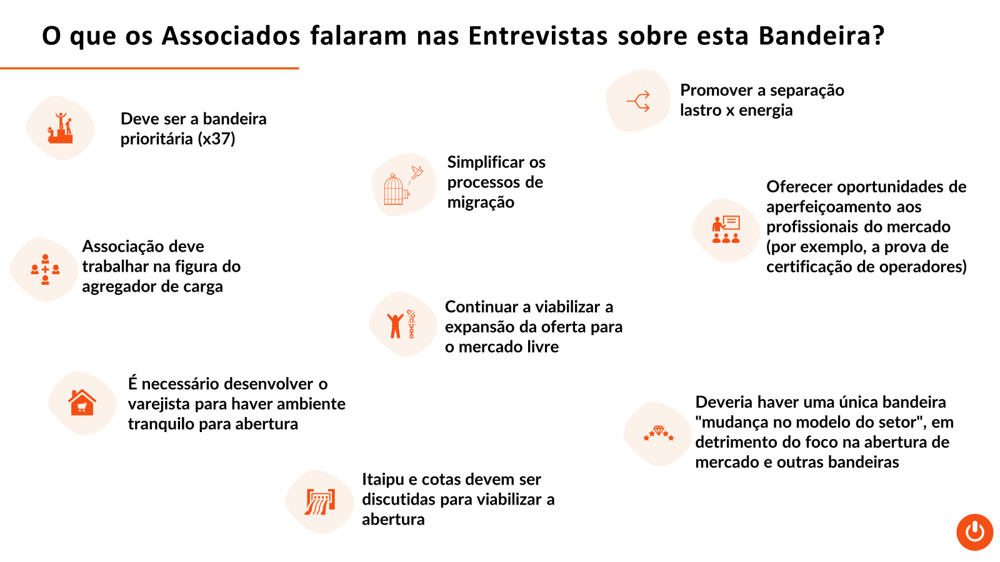 O que os Associados falaram nas Entrevistas sobre esta Bandeira?
Deve ser a bandeira
prioritária (x37)
Associação deve
trabalhar na figura do
agregador de carga
É necessário desenvolver o
varejista para haver ambiente
tranquilo para abertura
Simplificar os
processos de
migração
Continuar a viabilizar a
expansão da oferta para
o mercado livre
Itaipu e cotas devem ser
discutidas para viabilizar a
abertura
Promover a separação
lastro x energia
Oferecer oportunidades de
aperfeiçoamento aos
profissionais do mercado
(por exemplo, a prova de
certificação de operadores)
Deveria haver uma única bandeira
"mudança no modelo do setor", em
detrimento do foco na abertura de
mercado e outras bandeiras